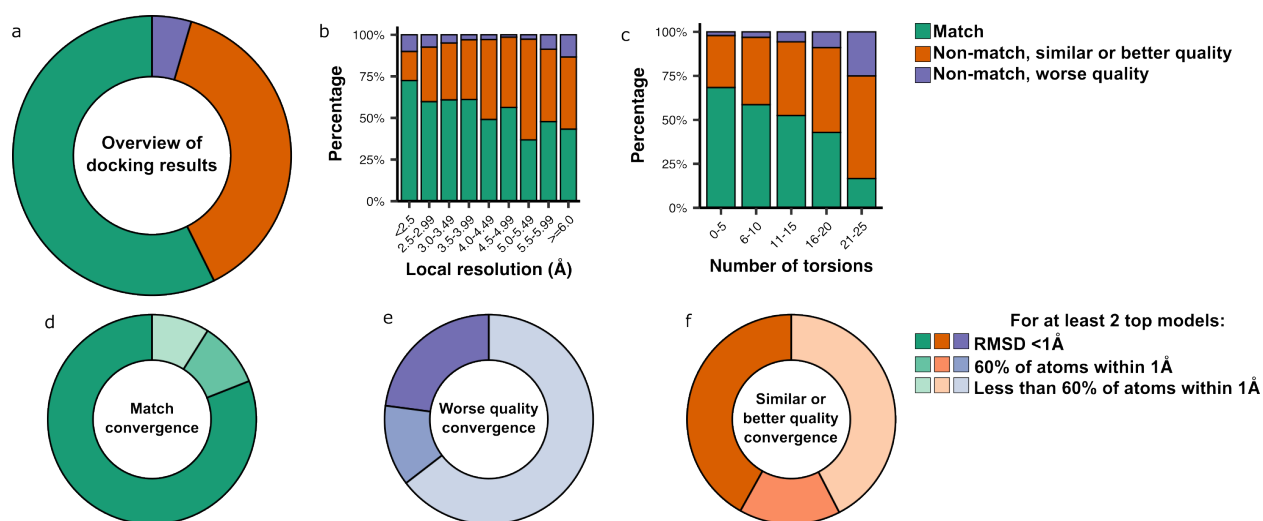 a
Overview of
docking results
b
Percentage
100%
75%
50%
25%
0%
<2.5
2.5-2.99
3.0-3.49
3.5-3.99
4.0-4.49
4.5-4.99
5.0-5.49
5.5-5.99
>=6.0
Local resolution (Å)
c
Percentage
100%
75%
50%
25%
0%
0-5
6-10
11-15
16-20
21-25
Number of torsions
Match
Non-match, similar or better quality
Non-match, worse quality
d
Match
convergence
e
Worse quality
convergence
f
Similar or
better quality
convergence
For at least 2 top models:
RMSD <1Å
60% of atoms within 1Å
Less than 60% of atoms within 1Å